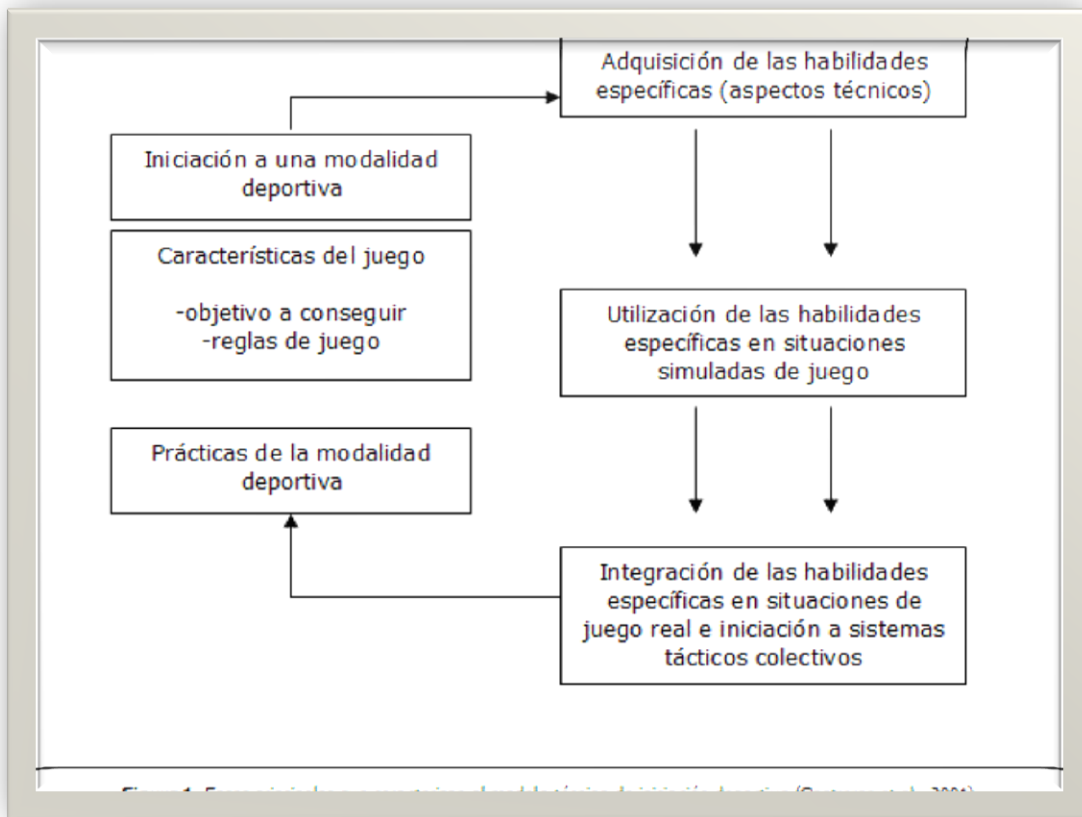 Adquisición de las habilidades
específicas (aspectos técnicos)
Iniciación a una modalidad
deportiva
Característícas del juego
-objetivo a conseguir
-reglas de juego
Utilización de las habilidades
específicas en situaciones
simuladas de juego
Prácticas de la modalidad
deportiva
Integración de las habilidades
específicas en situaciones de
juego real e iniciación a sistemas
tácticos colectivos